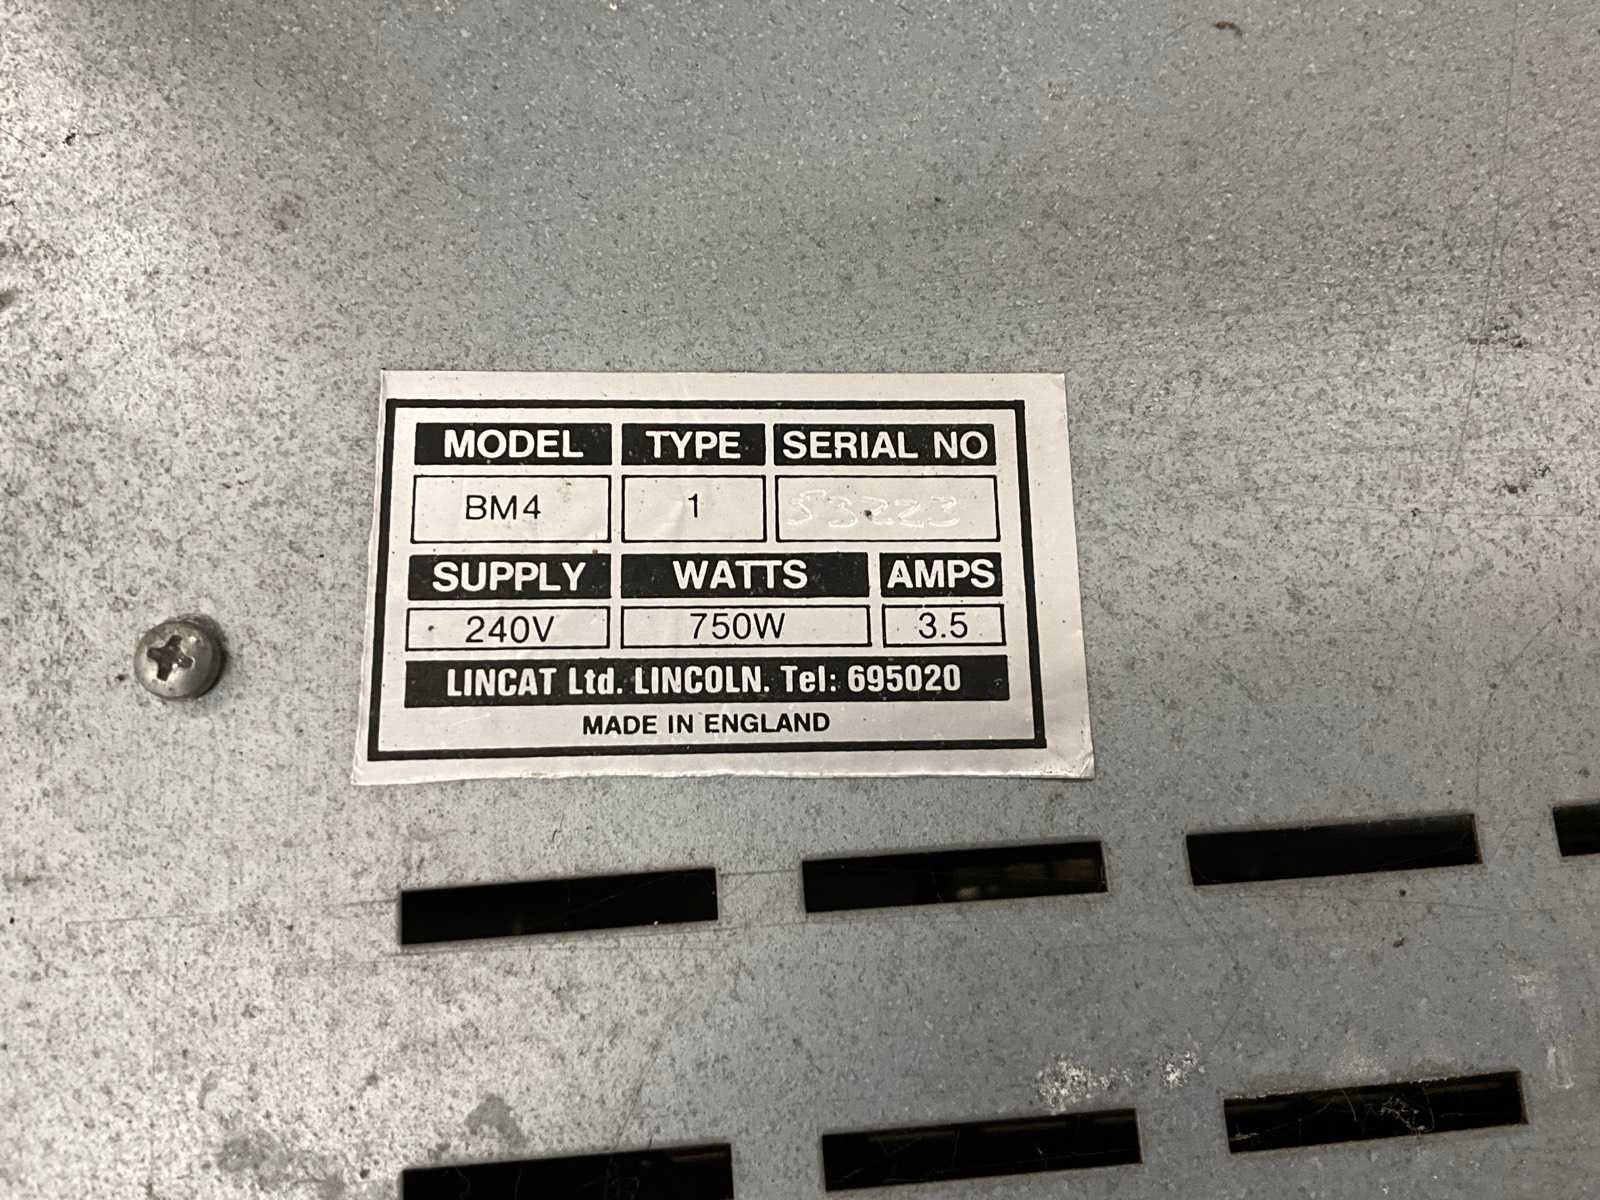 MODEL TYPE SERIAL NO
BM4 1 53223
SUPPLY WATTS AMPS
240V 750W 3.5
LINCAT Ltd. LINCOLN. Tel: 695020
MADE IN ENGLAND